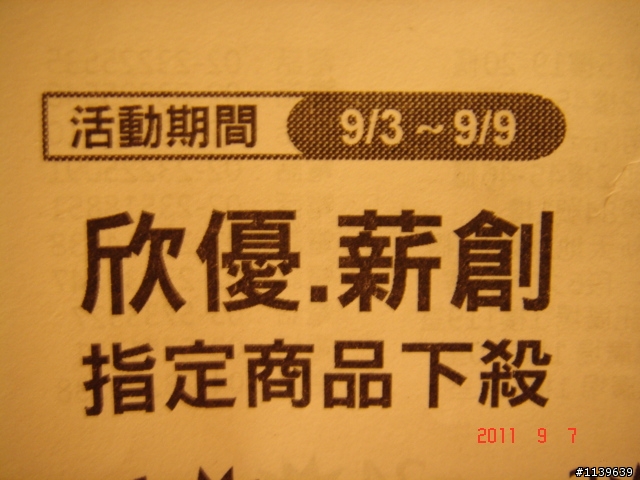 活動期間 9/3 ~ 9/9
欣優.薪創
指定商品下殺
2011 9 7
#1139639